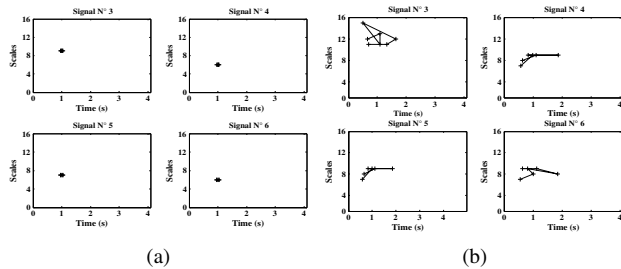 Signal N° 3
Signal N° 4
Scales
16
12
8
4
0
0 1 2 3 4
Time (s)
16
12
8
4
0
0 1 2 3 4
Time (s)
Signal N° 5
Signal N° 6
Scales
16
12
8
4
0
0 1 2 3 4
Time (s)
Scales
16
12
8
4
0
0 1 2 3 4
Time (s)
(a)
Signal N° 3
Signal N° 4
Scales
16
12
8
4
0
0 1 2 3 4
Time (s)
Scales
16
12
8
4
0
0 1 2 3 4
Time (s)
Signal N° 5
Signal N° 6
Scales
16
12
8
4
0
0 1 2 3 4
Time (s)
Scales
16
12
8
4
0
0 1 2 3 4
Time (s)
(b)